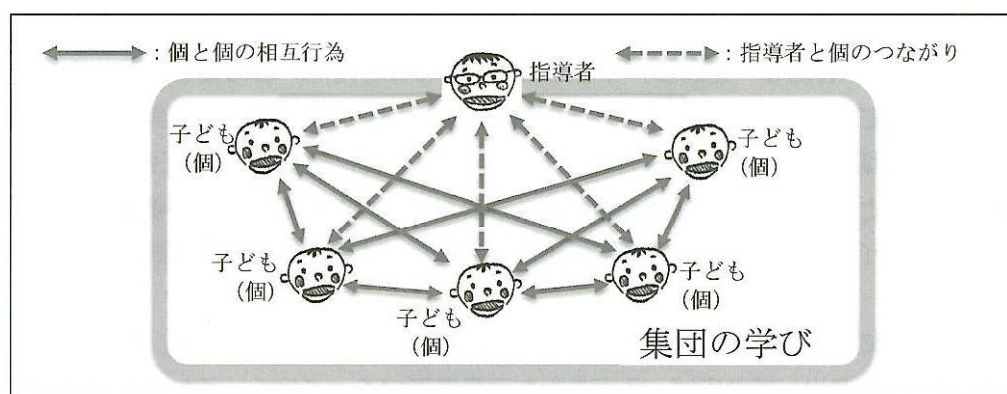 ：個と個の相互行為
：指導者と個のつながり
指導者
子ども
（個）
子ども
（個）
子ども
（個）
子ども
（個）
子ども
（個）
集団の学び